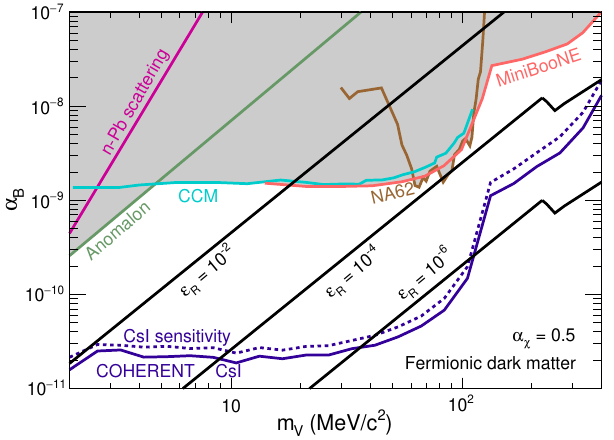 10⁻⁷
10⁻⁸
10⁻⁹
10⁻¹⁰
10⁻¹¹
α_B
n-Pb scattering
Anomalon
CCM
NA62
MiniBooNE
ε_R = 10⁻²
ε_R = 10⁻⁴
ε_R = 10⁻⁶
CsI sensitivity
COHERENT CsI
α_χ = 0.5
Fermionic dark matter
10
10²
m_V (MeV/c²)